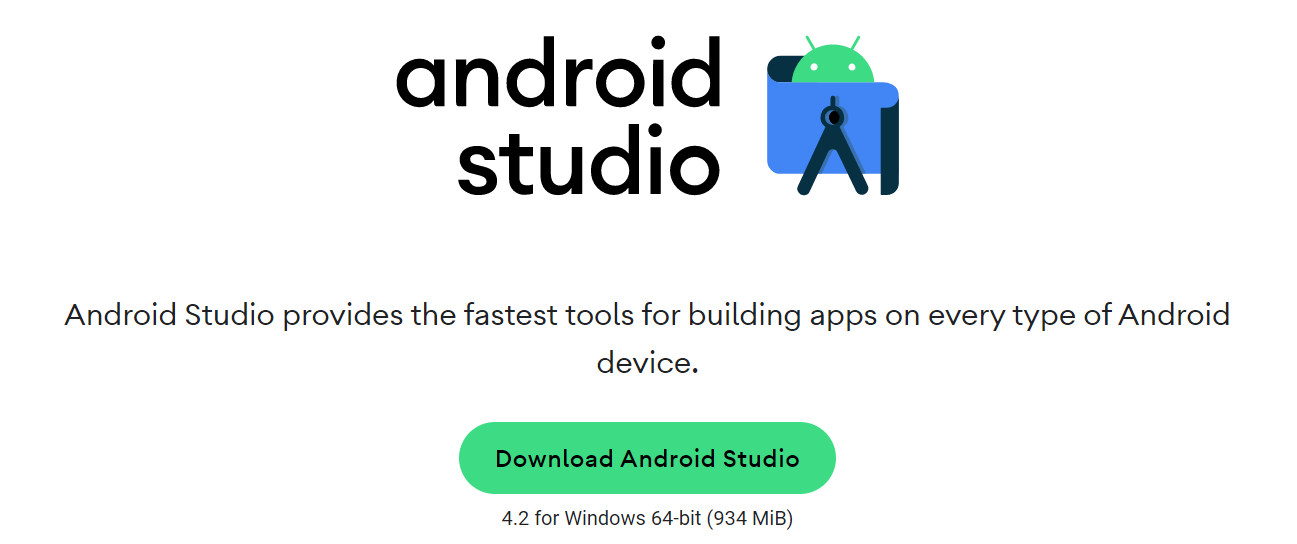 android
studio
Android Studio provides the fastest tools for building apps on every type of Android
device.
Download Android Studio
4.2 for Windows 64-bit (934 MiB)